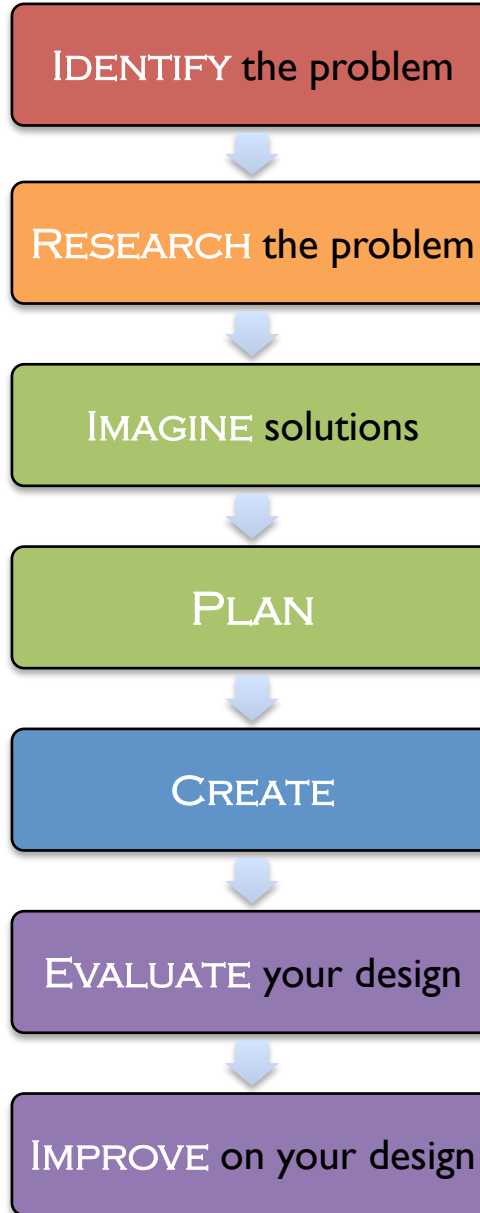 IDENTIFY the problem
RESEARCH the problem
IMAGINE solutions
PLAN
CREATE
EVALUATE your design
IMPROVE on your design